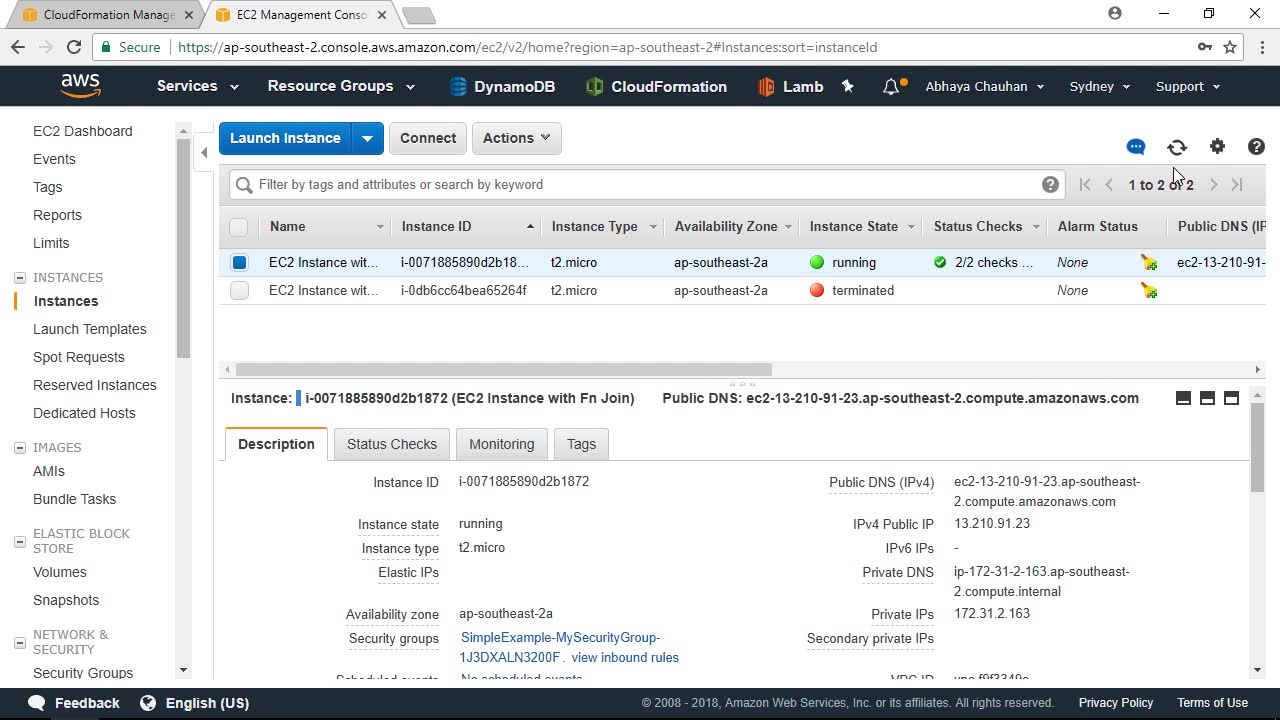 CloudFormation Manage
EC2 Management Conso
Secure
https://ap-southeast-2.console.aws.amazon.com/ec2/v2/home?region=ap-southeast-2#Instances:sort=instanceId
aws
Services
Resource Groups
DynamoDB
CloudFormation
Lamb
Abhaya Chauhan
Sydney
Support
EC2 Dashboard
Events
Tags
Reports
Limits
INSTANCES
Instances
Launch Templates
Spot Requests
Reserved Instances
Dedicated Hosts
IMAGES
AMIs
Bundle Tasks
ELASTIC BLOCK
STORE
Volumes
Snapshots
NETWORK &
SECURITY
Security Groups
Launch Instance
Connect
Actions
Filter by tags and attributes or search by keyword
1 to 2 of 2
Name Instance ID Instance Type Availability Zone Instance State Status Checks Alarm Status Public DNS (IP
EC2 Instance wit... i-0071885890d2b18... t2.micro ap-southeast-2a running 2/2 checks ... None ec2-13-210-91-
EC2 Instance wit... i-0db6cc64bea65264f t2.micro ap-southeast-2a terminated None
Instance: i-0071885890d2b1872 (EC2 Instance with Fn Join) Public DNS: ec2-13-210-91-23.ap-southeast-2.compute.amazonaws.com
Description
Status Checks
Monitoring
Tags
Instance ID i-0071885890d2b1872
Instance state running
Instance type t2.micro
Elastic IPs
Availability zone ap-southeast-2a
Security groups SimpleExample-MySecurityGroup-
1J3DXALN3200F. view inbound rules
Scheduled events No scheduled events
Public DNS (IPv4) ec2-13-210-91-23.ap-southeast-
2.compute.amazonaws.com
IPv4 Public IP 13.210.91.23
IPv6 IPs -
Private DNS ip-172-31-2-163.ap-southeast-
2.compute.internal
Private IPs 172.31.2.163
Secondary private IPs
VPC ID vpc-f9f3349e
Feedback
English (US)
© 2008 - 2018, Amazon Web Services, Inc. or its affiliates. All rights reserved.
Privacy Policy
Terms of Use